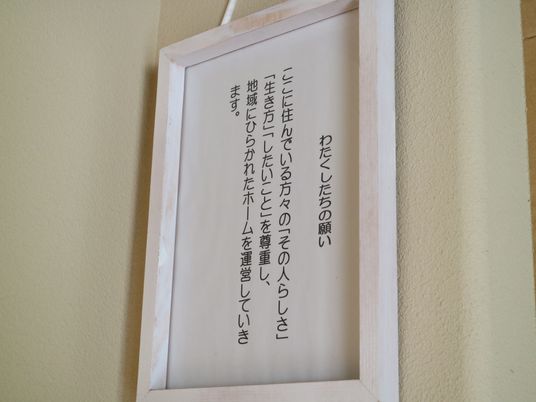 わたくしたちの願い
ここに住んでいる方々の「その人らしさ」
「生き方」「したいこと」を尊重し、
地域にひらかれたホームを運営していき
ます。